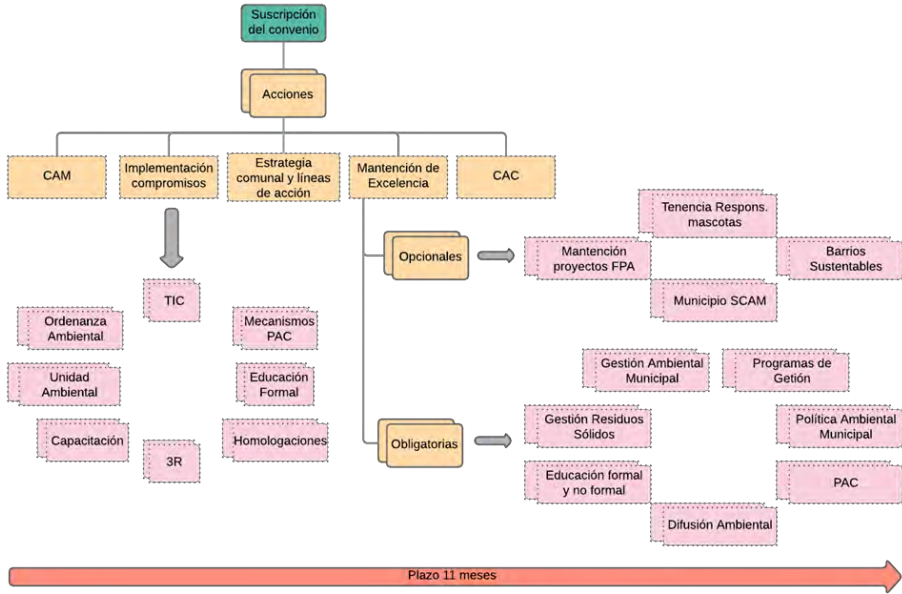 Suscripción
del convenio
Acciones
CAM
Implementación
compromisos
Estrategia
comunal y líneas
de acción
Mantención de
Excelencia
CAC
Opcionales
Tenencia Respons.
mascotas
Mantención
proyectos FPA
Barrios
Sustentables
Municipio SCAM
TIC
Ordenanza
Ambiental
Mecanismos
PAC
Unidad
Ambiental
Educación
Formal
Capacitación
Homologaciones
3R
Obligatorias
Gestión Ambiental
Municipal
Programas de
Getión
Gestión Residuos
Sólidos
Política Ambiental
Municipal
Educación formal
y no formal
PAC
Difusión Ambiental
Plazo 11 meses